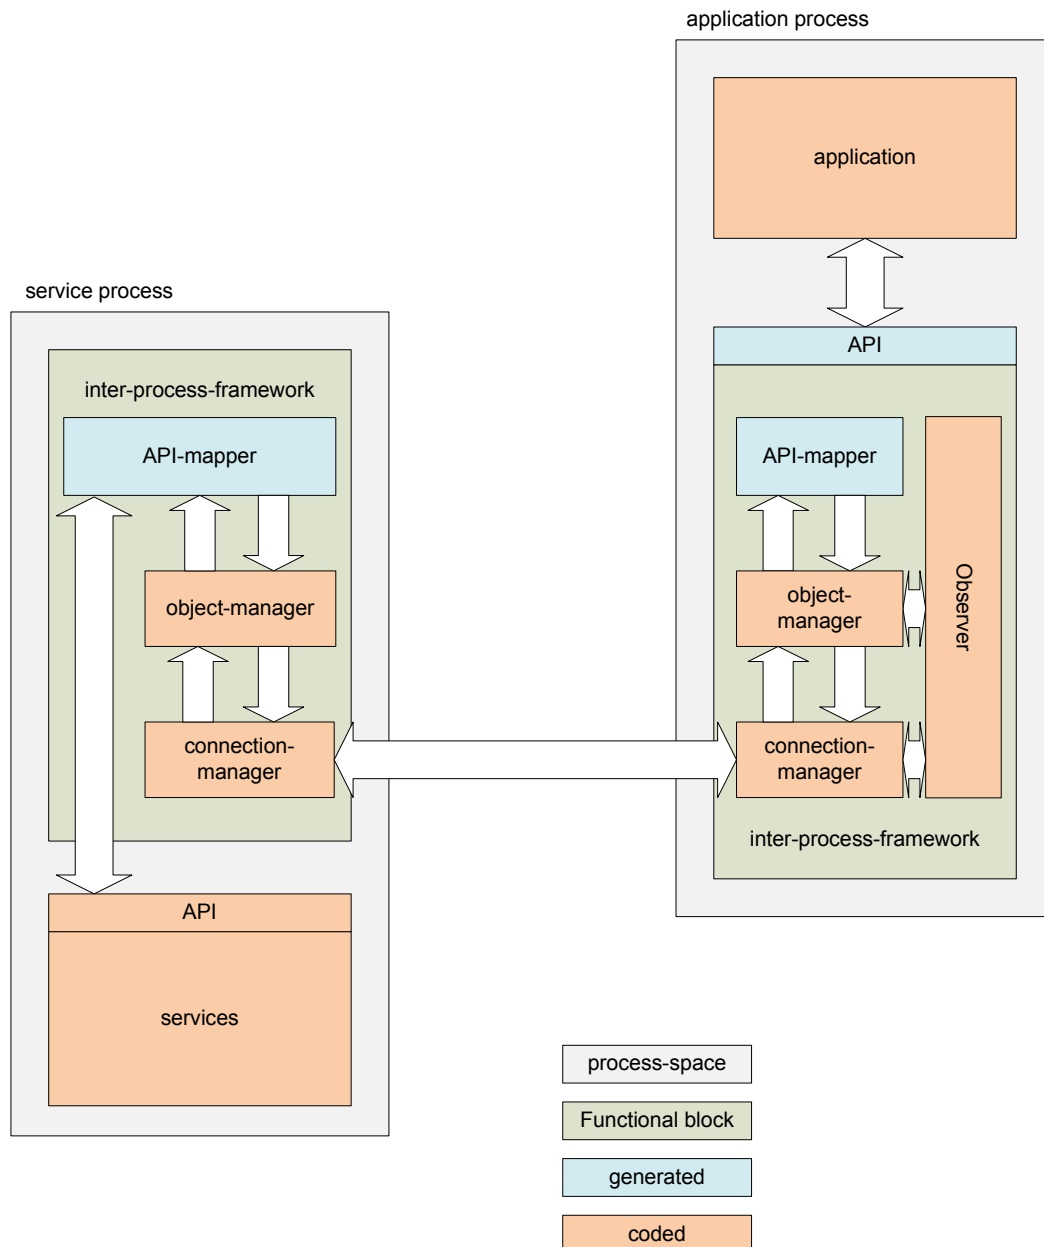 application process
application
API
API-mapper
object-
manager
connection-
manager
Observer
inter-process-framework
service process
inter-process-framework
API-mapper
object-manager
connection-
manager
API
services
process-space
Functional block
generated
coded